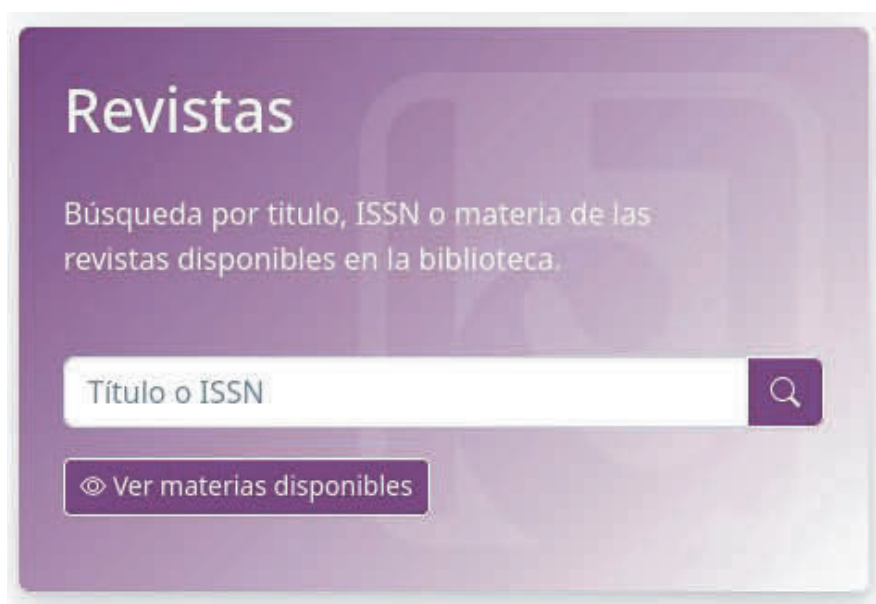 Revistas
Búsqueda por titulo, ISSN o materia de las
revistas disponibles en la biblioteca.
Título o ISSN
Ver materias disponibles